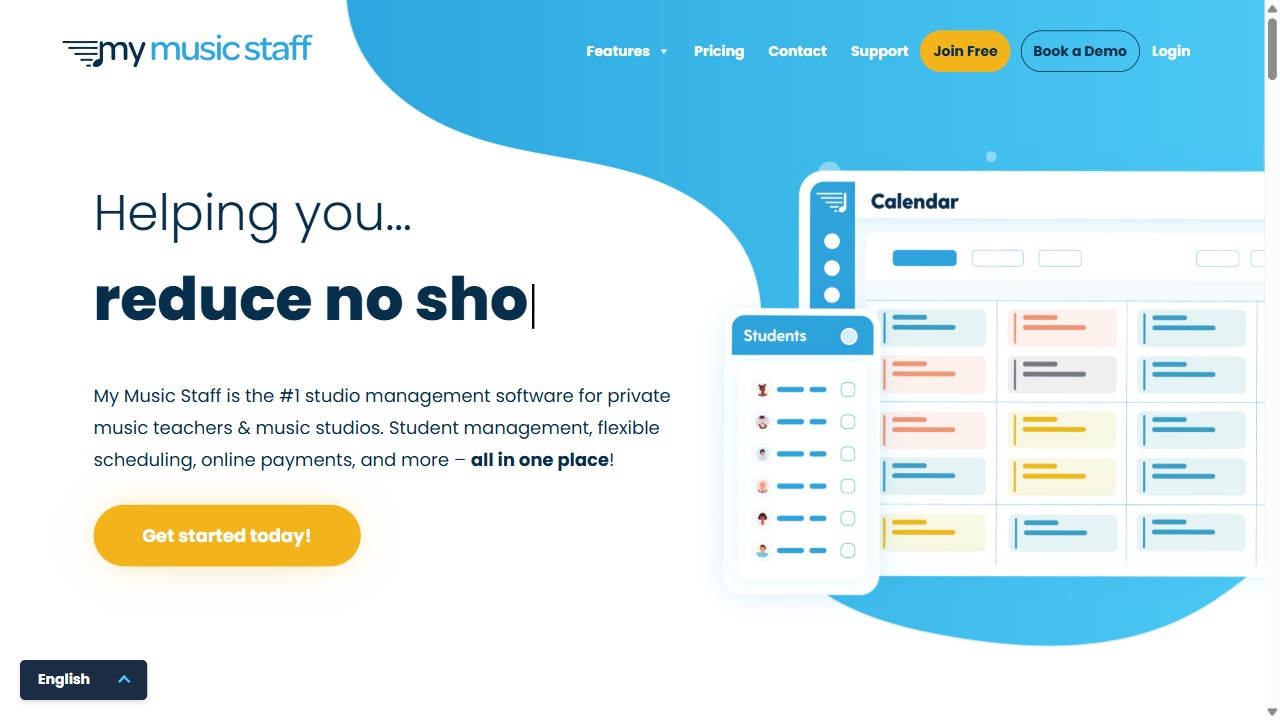 my music staff
Features Pricing Contact Support Join Free Book a Demo Login
Helping you...
reduce no sho
My Music Staff is the #1 studio management software for private
music teachers & music studios. Student management, flexible
scheduling, online payments, and more – all in one place!
Get started today!
Calendar
Students
English